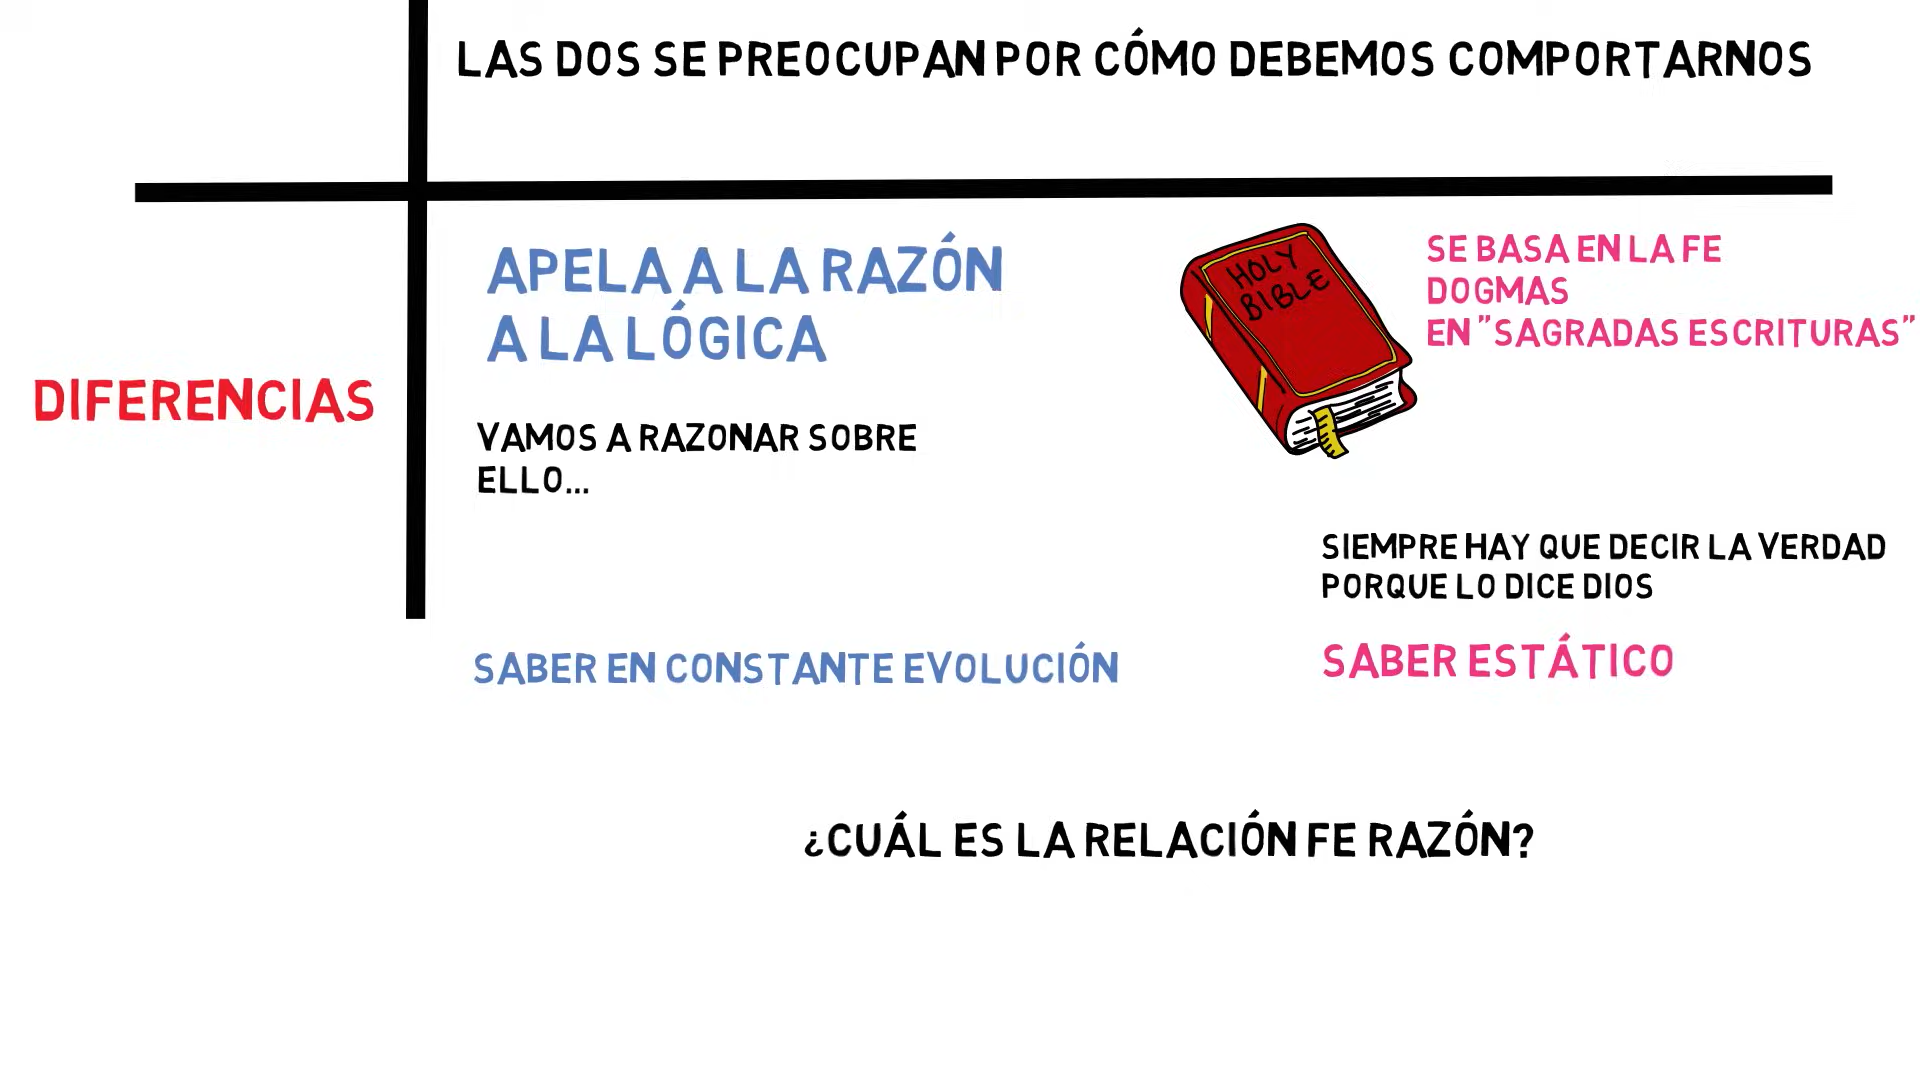 LAS DOS SE PREOCUPAN POR CÓMO DEBEMOS COMPORTARNOS
DIFERENCIAS
APELA A LA RAZÓN
A LA LÓGICA
VAMOS A RAZONAR SOBRE
ELLO...
SABER EN CONSTANTE EVOLUCIÓN
HOLY
BIBLE
SE BASA EN LA FE
DOGMAS
EN "SAGRADAS ESCRITURAS"
SIEMPRE HAY QUE DECIR LA VERDAD
PORQUE LO DICE DIOS
SABER ESTÁTICO
¿CUÁL ES LA RELACIÓN FE RAZÓN?